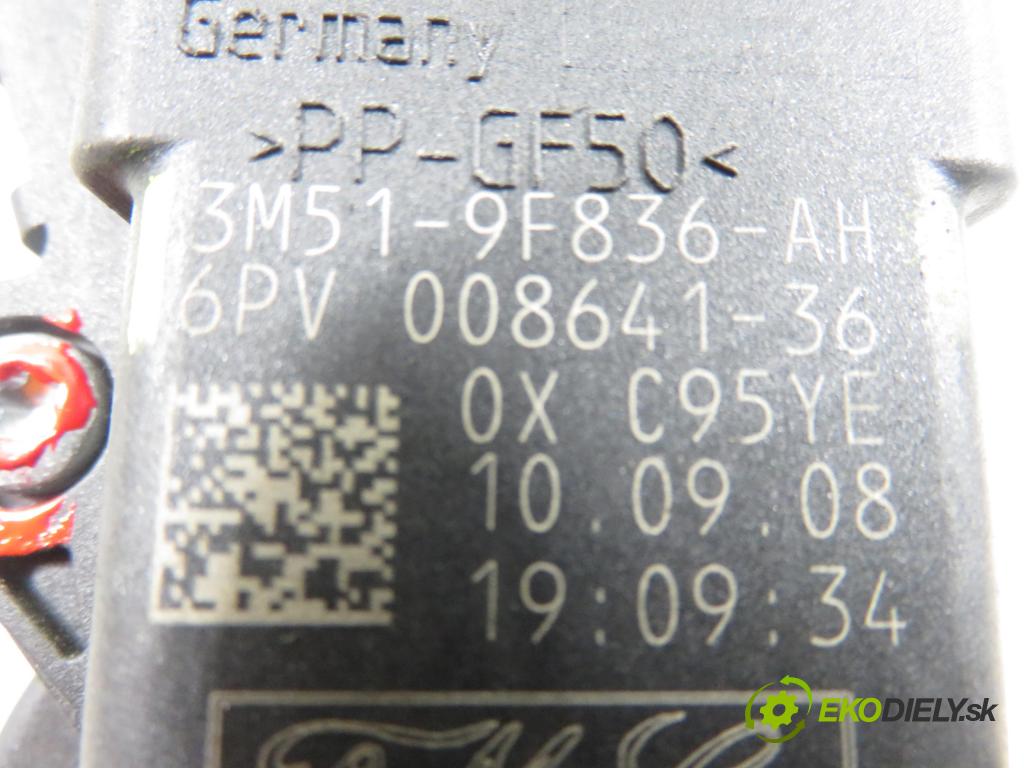 Germany
>PP-GF50<
3M51-9F836-AH
6PV 008641-36
0X C95YE
10.09.08
19:09:34
EKODIELY.sk